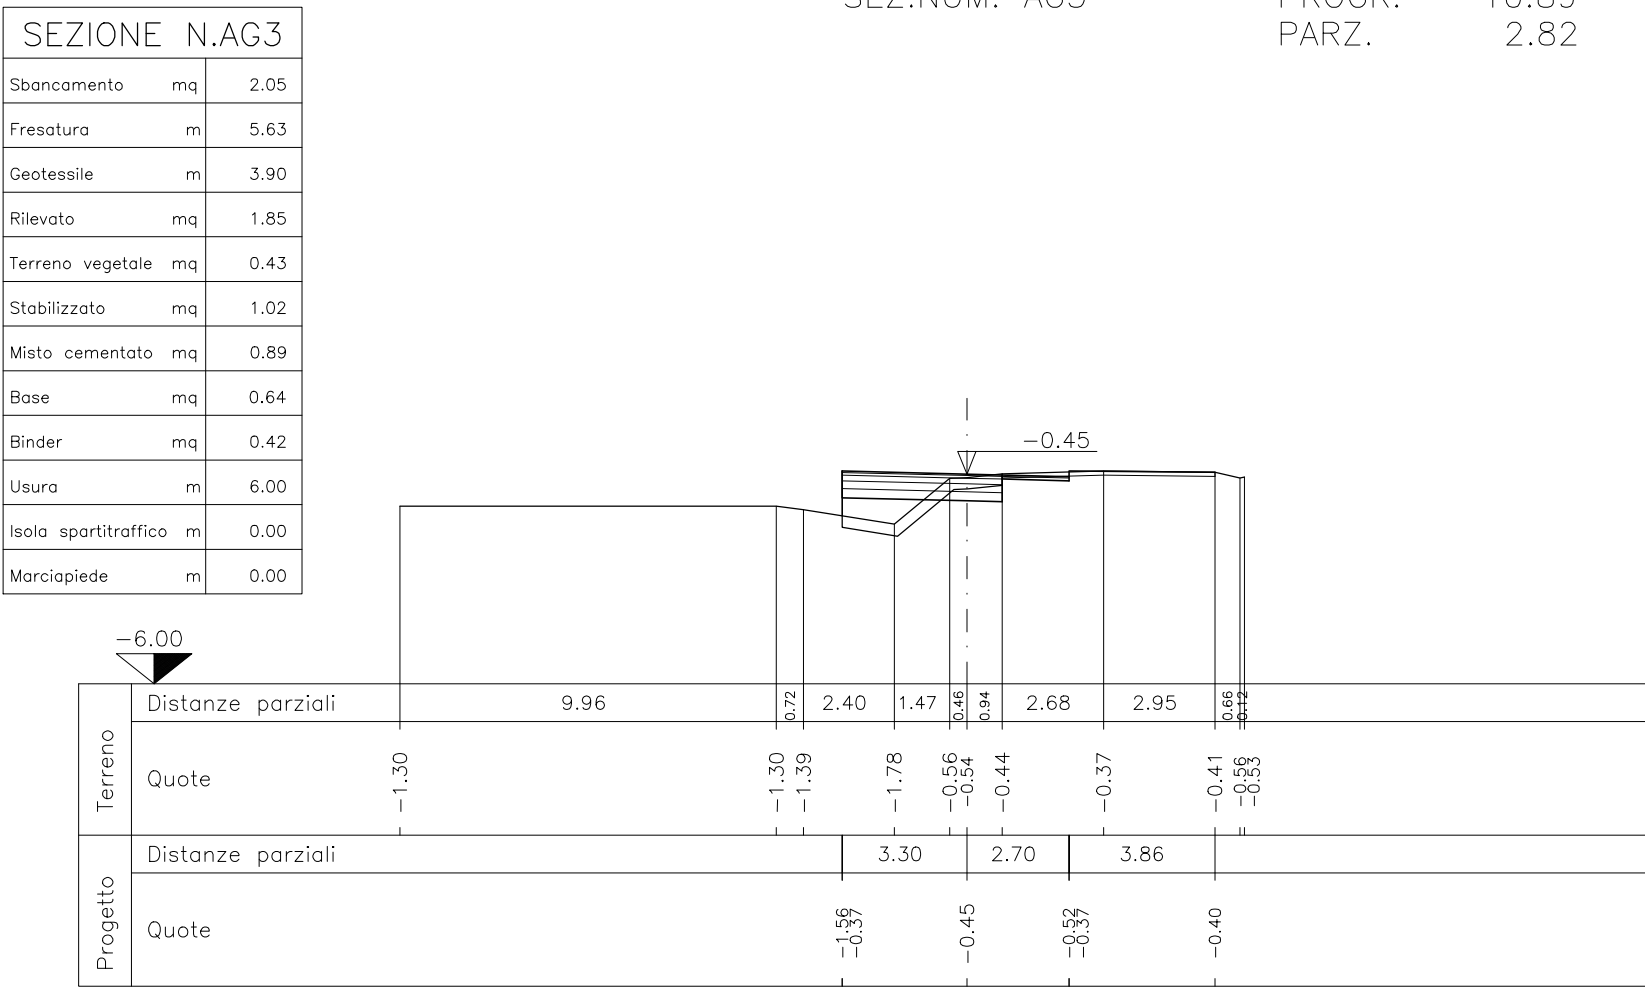 SEZ.NUM. AG3
PARZ. 2.82
SEZIONE N.AG3
Sbancamento mq 2.05
Fresatura m 5.63
Geotessile m 3.90
Rilevato mq 1.85
Terreno vegetale mq 0.43
Stabilizzato mq 1.02
Misto cementato mq 0.89
Base mq 0.64
Binder mq 0.42
Usura m 6.00
Isola spartitraffico m 0.00
Marciapiede m 0.00
-0.45
-6.00
Terreno
Distanze parziali 9.96 0.72 2.40 1.47 0.46 0.94 2.68 2.95 0.66 0.12
Quote -1.30 -1.30 -1.39 -1.78 -0.56 -0.54 -0.44 -0.37 -0.41 -0.56 -0.53
Progetto
Distanze parziali 3.30 2.70 3.86
Quote -1.56 -0.37 -0.45 -0.52 -0.37 -0.40